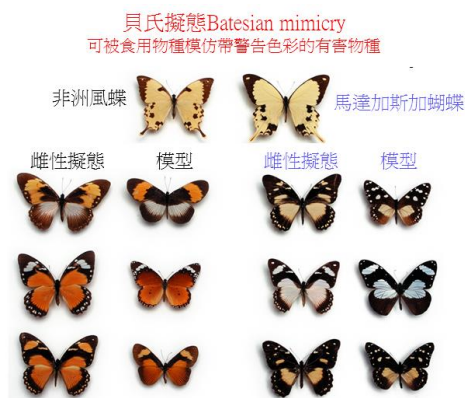 貝氏擬態Batesian mimicry
可被食用物種模仿帶警告色彩的有害物種
非洲風蝶
馬達加斯加蝴蝶
雌性擬態 模型 雌性擬態 模型